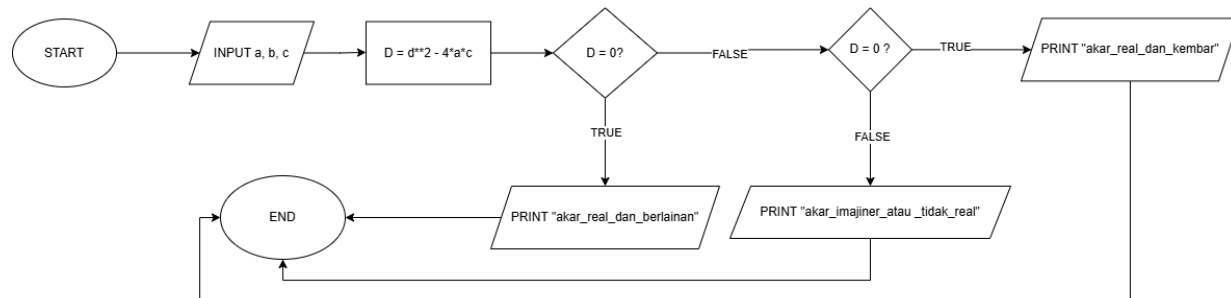 START
INPUT a, b, c
D = d**2 - 4*a*c
D = 0?
FALSE
D = 0 ?
TRUE
PRINT "akar_real_dan_kembar"
TRUE
FALSE
END
PRINT "akar_real_dan_berlainan"
PRINT "akar_imajiner_atau _tidak_real"